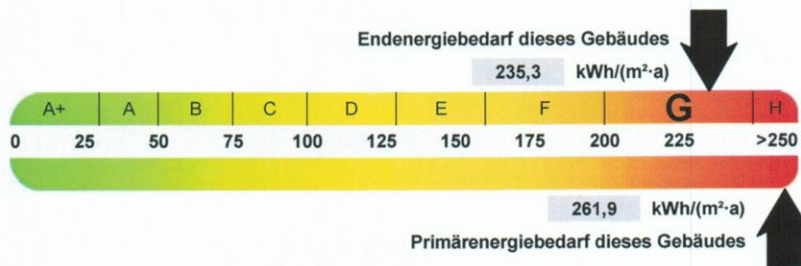 Endenergiebedarf dieses Gebäudes
235,3 kWh/(m²·a)
A+ A B C D E F G H
0 25 50 75 100 125 150 175 200 225 >250
261,9 kWh/(m²·a)
Primärenergiebedarf dieses Gebäudes